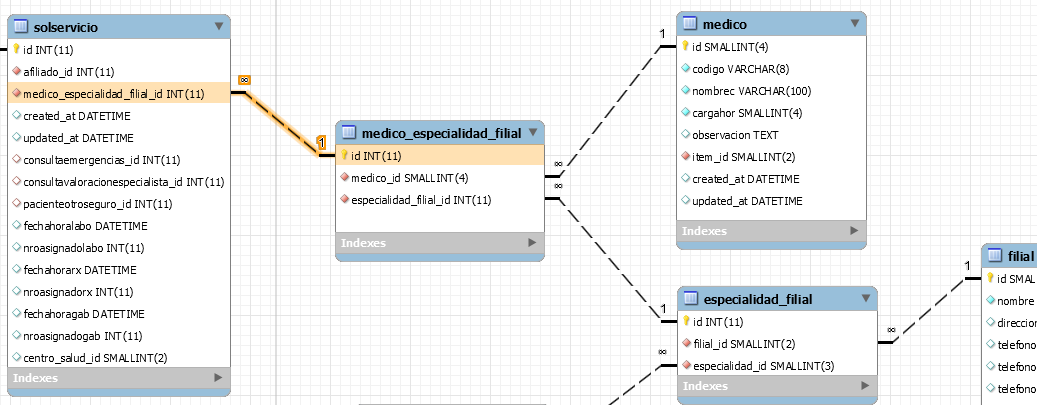 solservicio
id INT(11)
afiliado_id INT(11)
medico_especialidad_filial_id INT(11)
created_at DATETIME
updated_at DATETIME
consultaemergencias_id INT(11)
consultavaloracionespecialista_id INT(11)
pacienteotroseguro_id INT(11)
fechahoralabo DATETIME
nroasignadolabo INT(11)
fechahorarx DATETIME
nroasignadorx INT(11)
fechahoragab DATETIME
nroasignadogab INT(11)
centro_salud_id SMALLINT(2)
Indexes
∞
1
medico_especialidad_filial
id INT(11)
medico_id SMALLINT(4)
especialidad_filial_id INT(11)
Indexes
∞
∞
1
medico
id SMALLINT(4)
codigo VARCHAR(8)
nombrec VARCHAR(100)
cargahor SMALLINT(4)
observacion TEXT
item_id SMALLINT(2)
created_at DATETIME
updated_at DATETIME
Indexes
1
∞
especialidad_filial
id INT(11)
filial_id SMALLINT(2)
especialidad_id SMALLINT(3)
Indexes
∞
1
filial
id SMAL
nombre
direccion
telefono
telefono
telefono